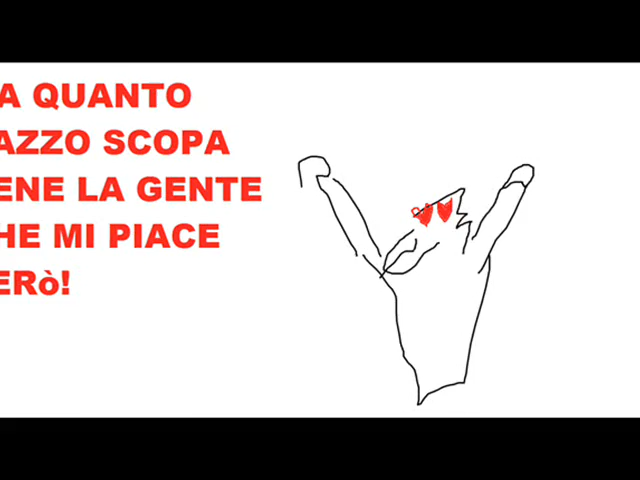 A QUANTO
AZZO SCOPA
ENE LA GENTE
HE MI PIACE
ERò!